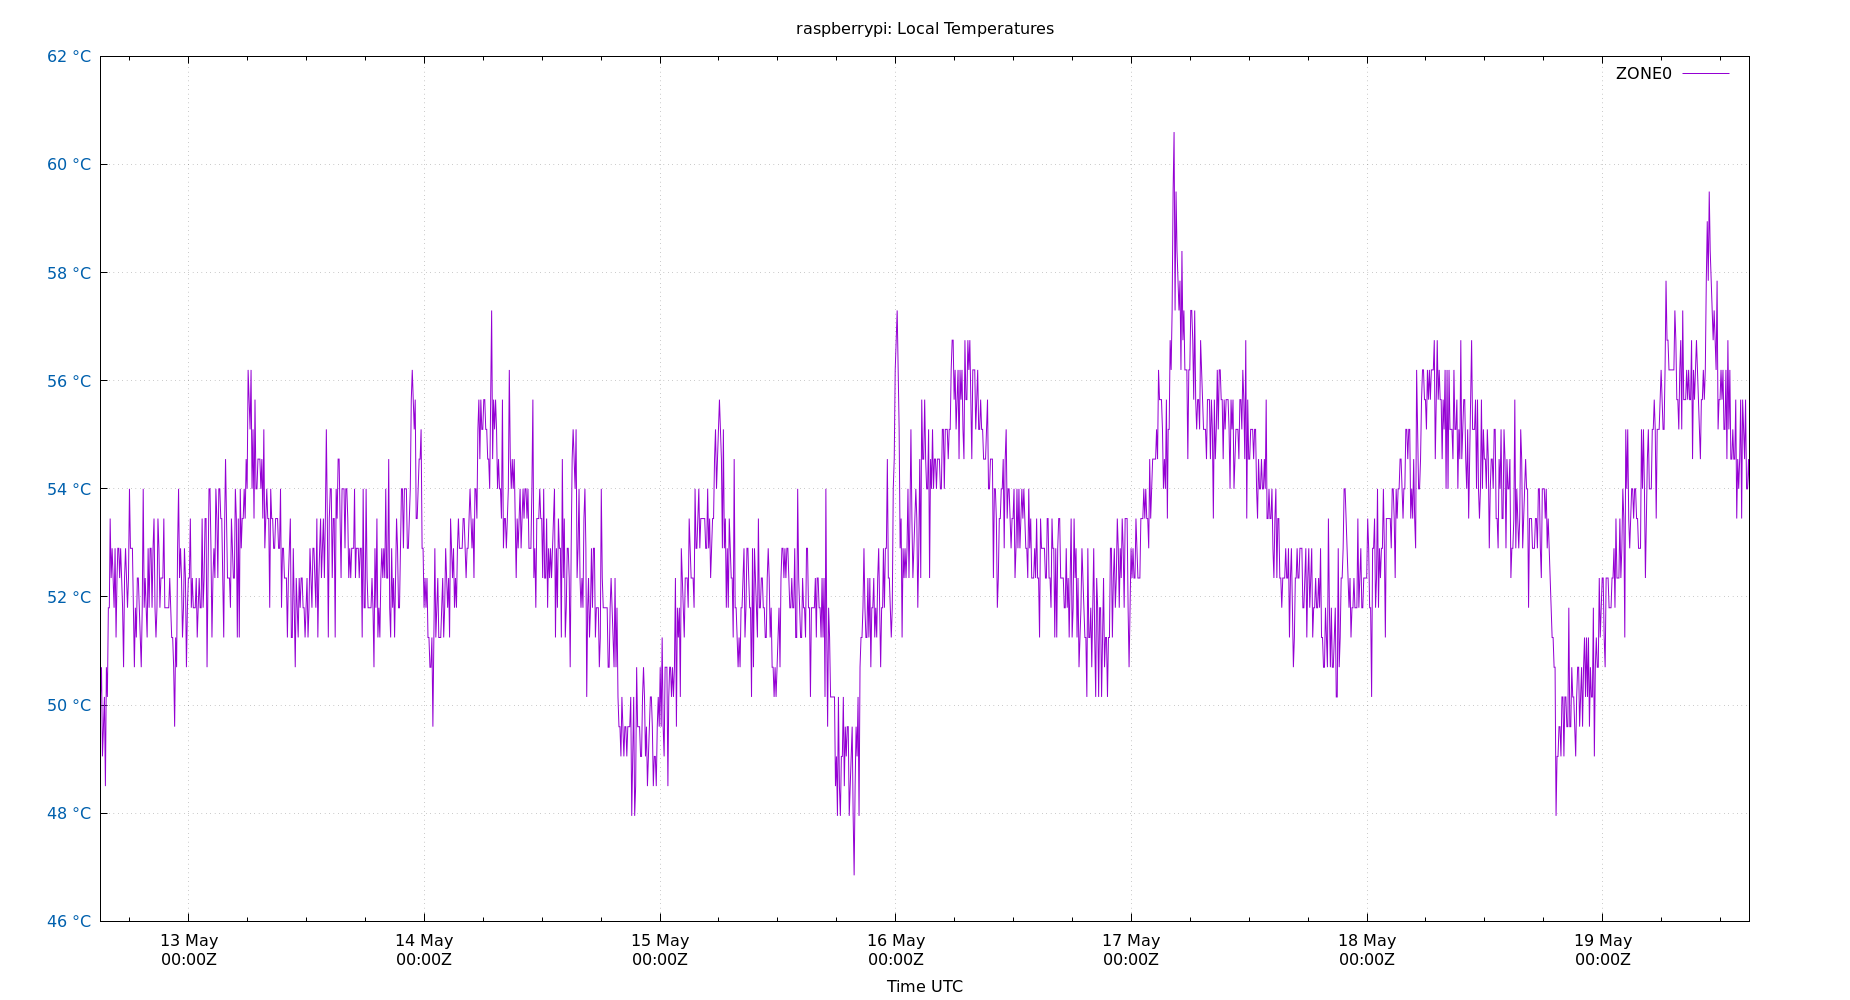 raspberrypi: Local Temperatures
62 °C
ZONE0
60 °C
58 °C
56 °C
54 °C
52 °C
50 °C
48 °C
46 °C
13 May 14 May 15 May 16 May 17 May 18 May 19 May
00:00Z 00:00Z 00:00Z 00:00Z 00:00Z 00:00Z 00:00Z
Time UTC